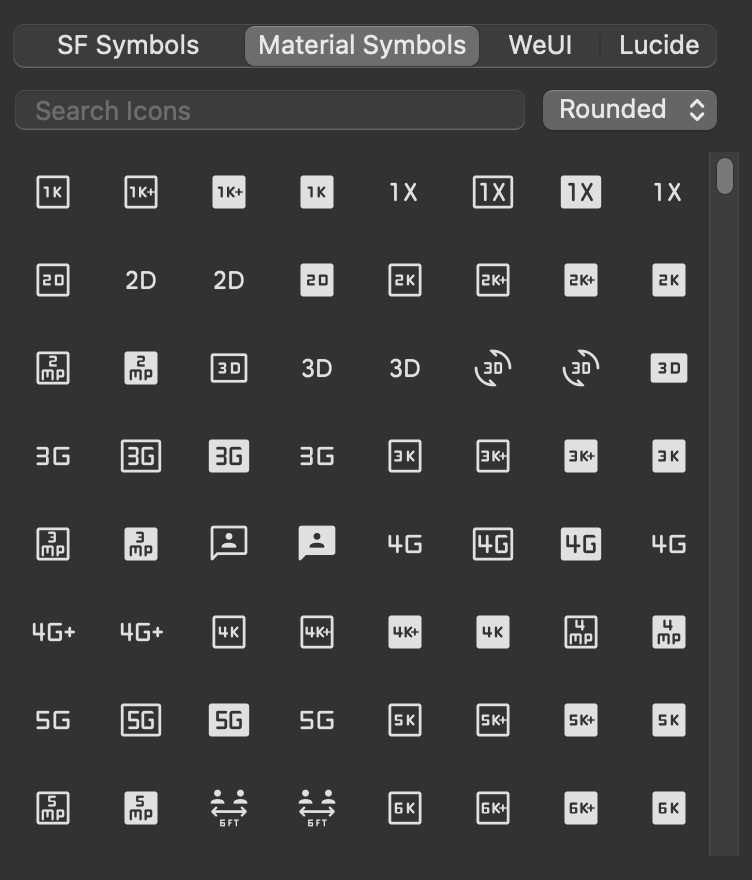 SF Symbols Material Symbols WeUI Lucide
Search Icons Rounded
1K 1K+ 1K+ 1K 1X 1X 1X 1X
2D 2D 2D 2D 2K 2K+ 2K+ 2K
2 2 3D 3D 3D 3D 3D 3D
mp mp
3G 3G 3G 3G 3K 3K+ 3K+ 3K
3 3 4G 4G 4G 4G
mp mp
4G+ 4G+ 4K 4K+ 4K+ 4K 4 4
mp mp
5G 5G 5G 5G 5K 5K+ 5K+ 5K
5 5 6K 6K+ 6K+ 6K
mp mp 6FT 6FT